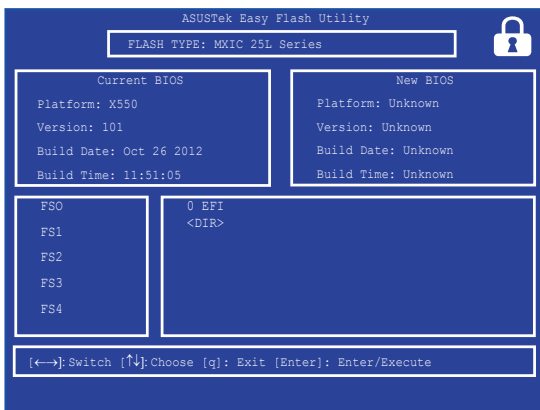 ASUSTek Easy Flash Utility
FLASH TYPE: MXIC 25L Series
Current BIOS
Platform: X550
Version: 101
Build Date: Oct 26 2012
Build Time: 11:51:05
New BIOS
Platform: Unknown
Version: Unknown
Build Date: Unknown
Build Time: Unknown
FSO
FS1
FS2
FS3
FS4
0 EFI
<DIR>
[←→]: Switch [↑↓]: Choose [q]: Exit [Enter]: Enter/Execute